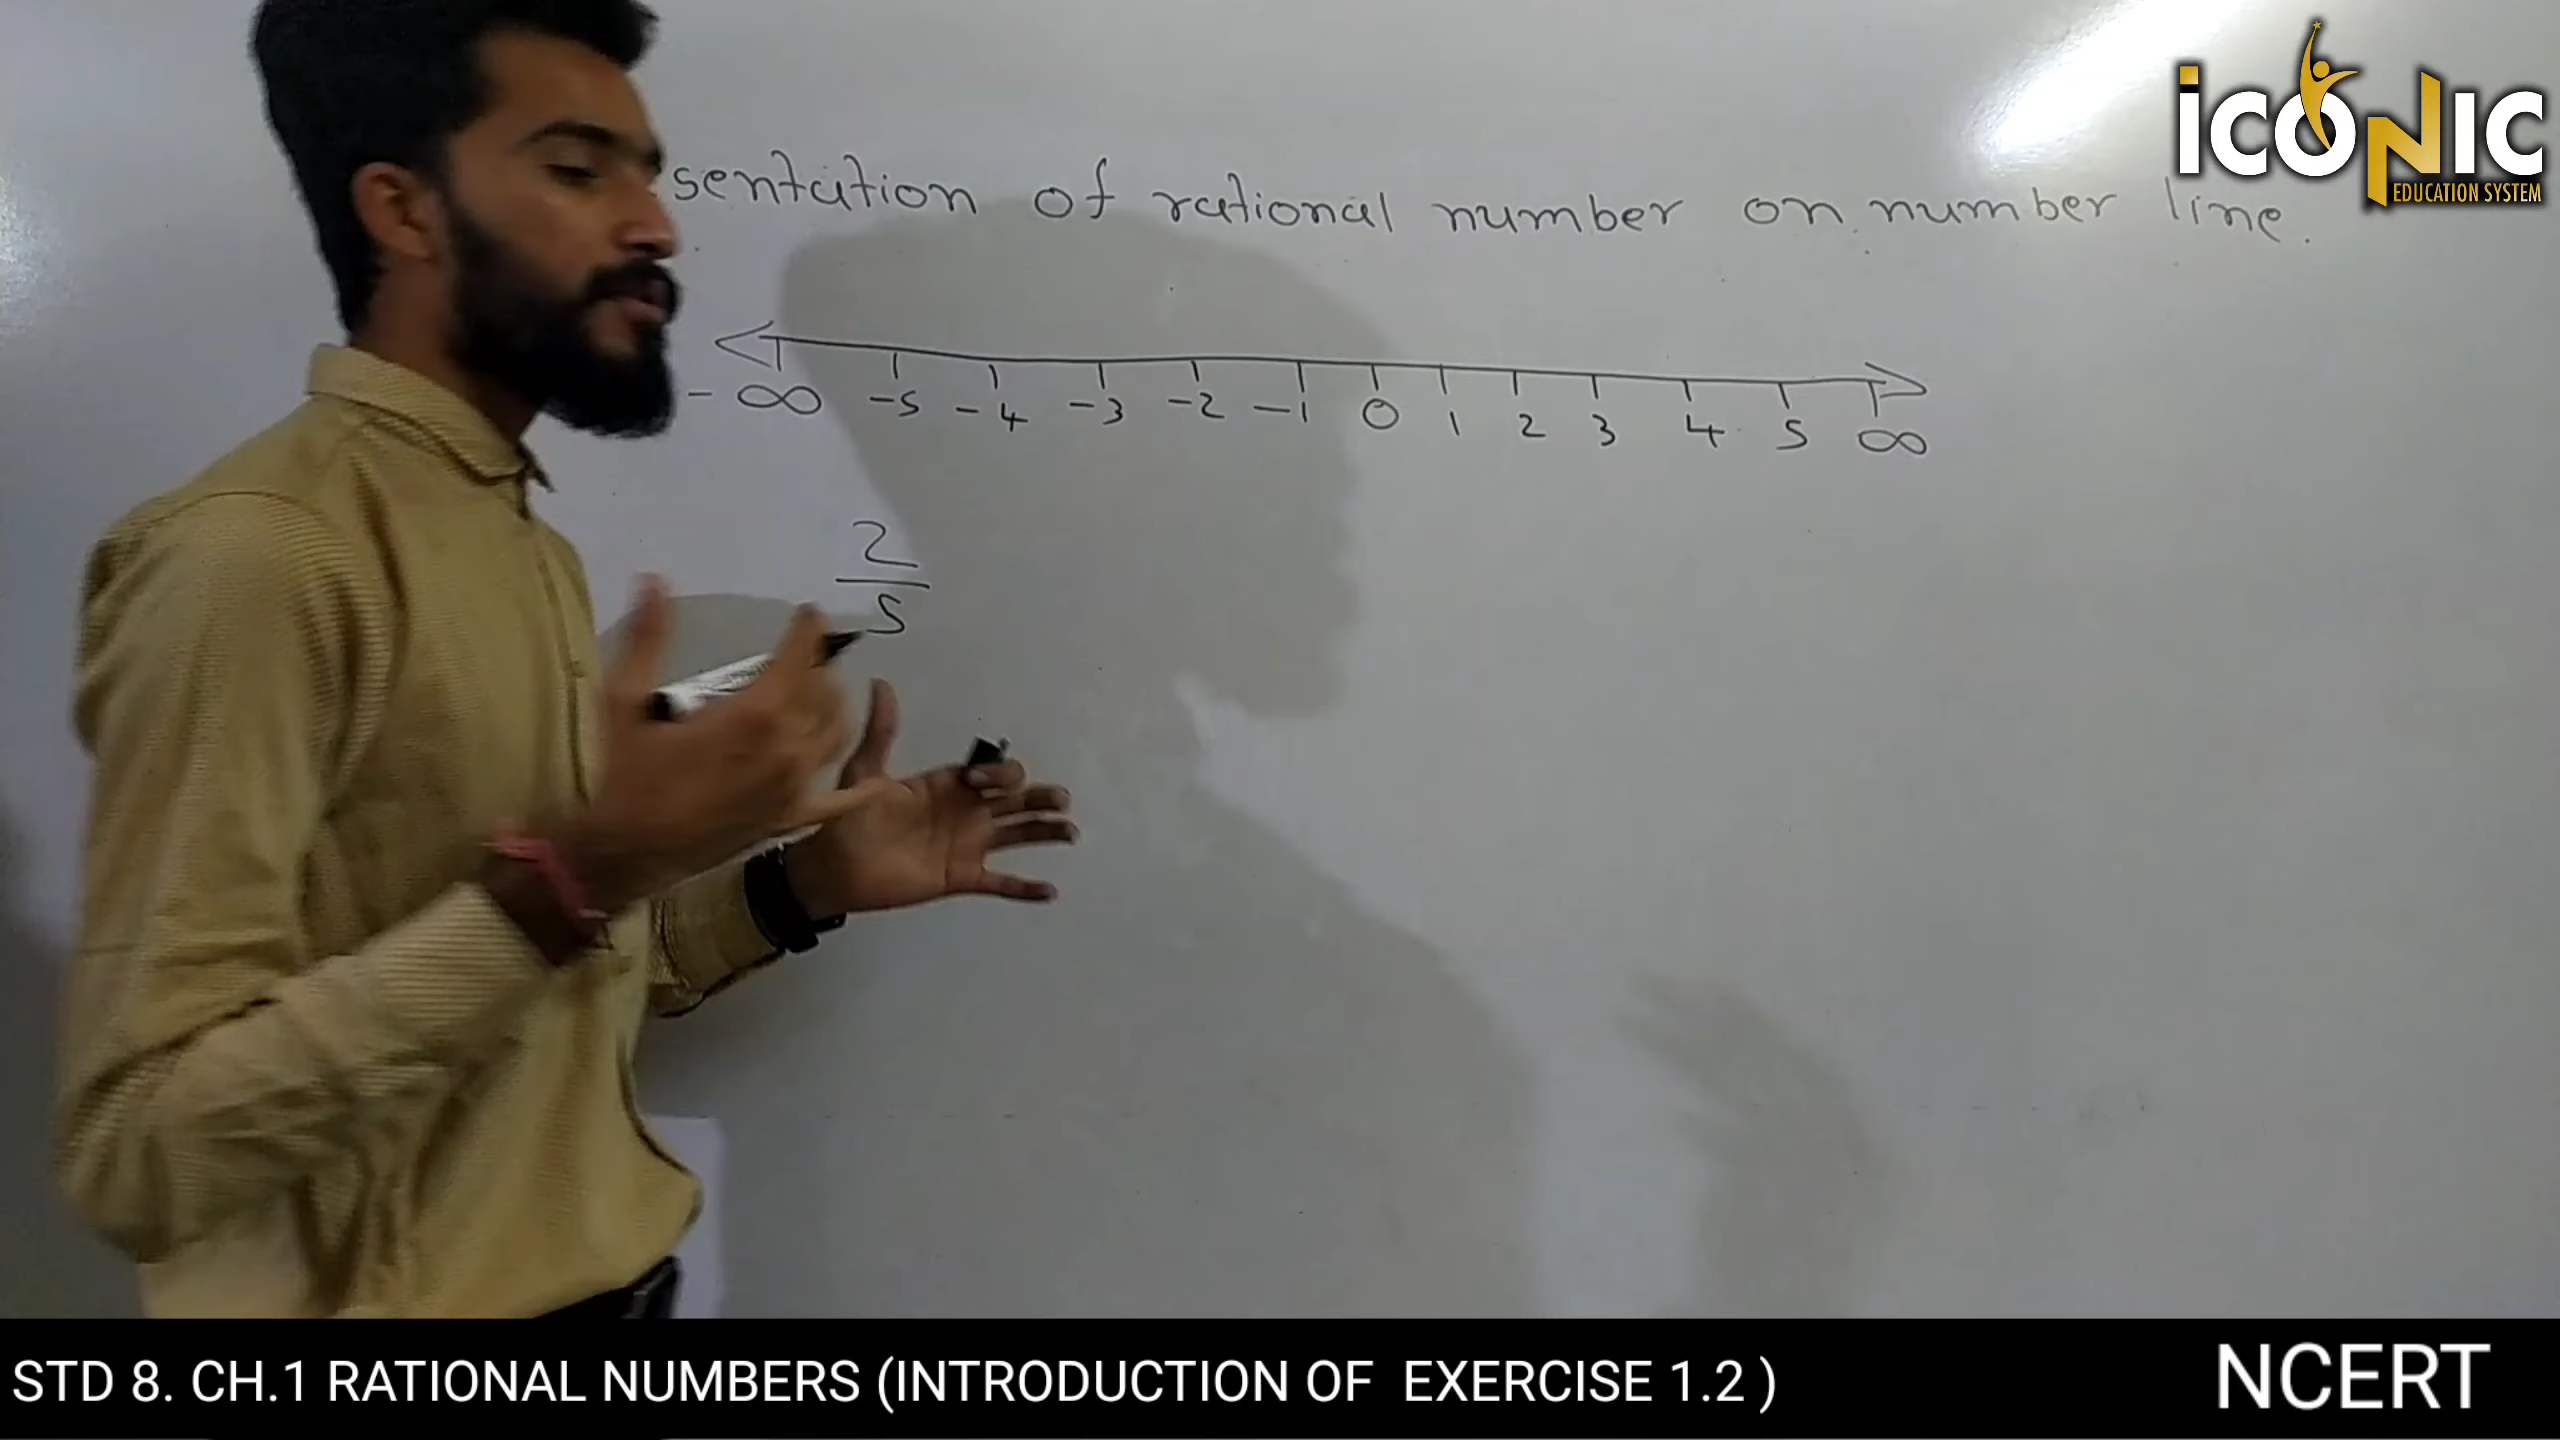 iCONIC
EDUCATION SYSTEM
sentation of rational number on number line.
- ∞ -5 -4 -3 -2 -1 0 1 2 3 4 5 ∞
2
5
STD 8. CH.1 RATIONAL NUMBERS (INTRODUCTION OF EXERCISE 1.2 )
NCERT